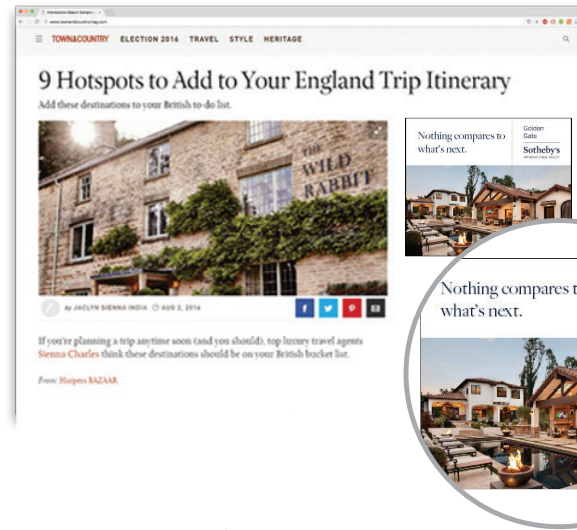 www.townandcountrymag.com
TOWN&COUNTRY ELECTION 2016 TRAVEL STYLE HERITAGE
9 Hotspots to Add to Your England Trip Itinerary
Add these destinations to your British to-do list.
THE
WILD
RABBIT
By JACLYN SIENNA INDIA AUG 2, 2016
If you're planning a trip anytime soon (and you should), top luxury travel agents
Sienna Charles think these destinations should be on your British bucket list.
From: Harpers BAZAAR
Nothing compares to
what's next.
Golden
Gate
Sotheby's
INTERNATIONAL REALTY
Nothing compares t
what's next.